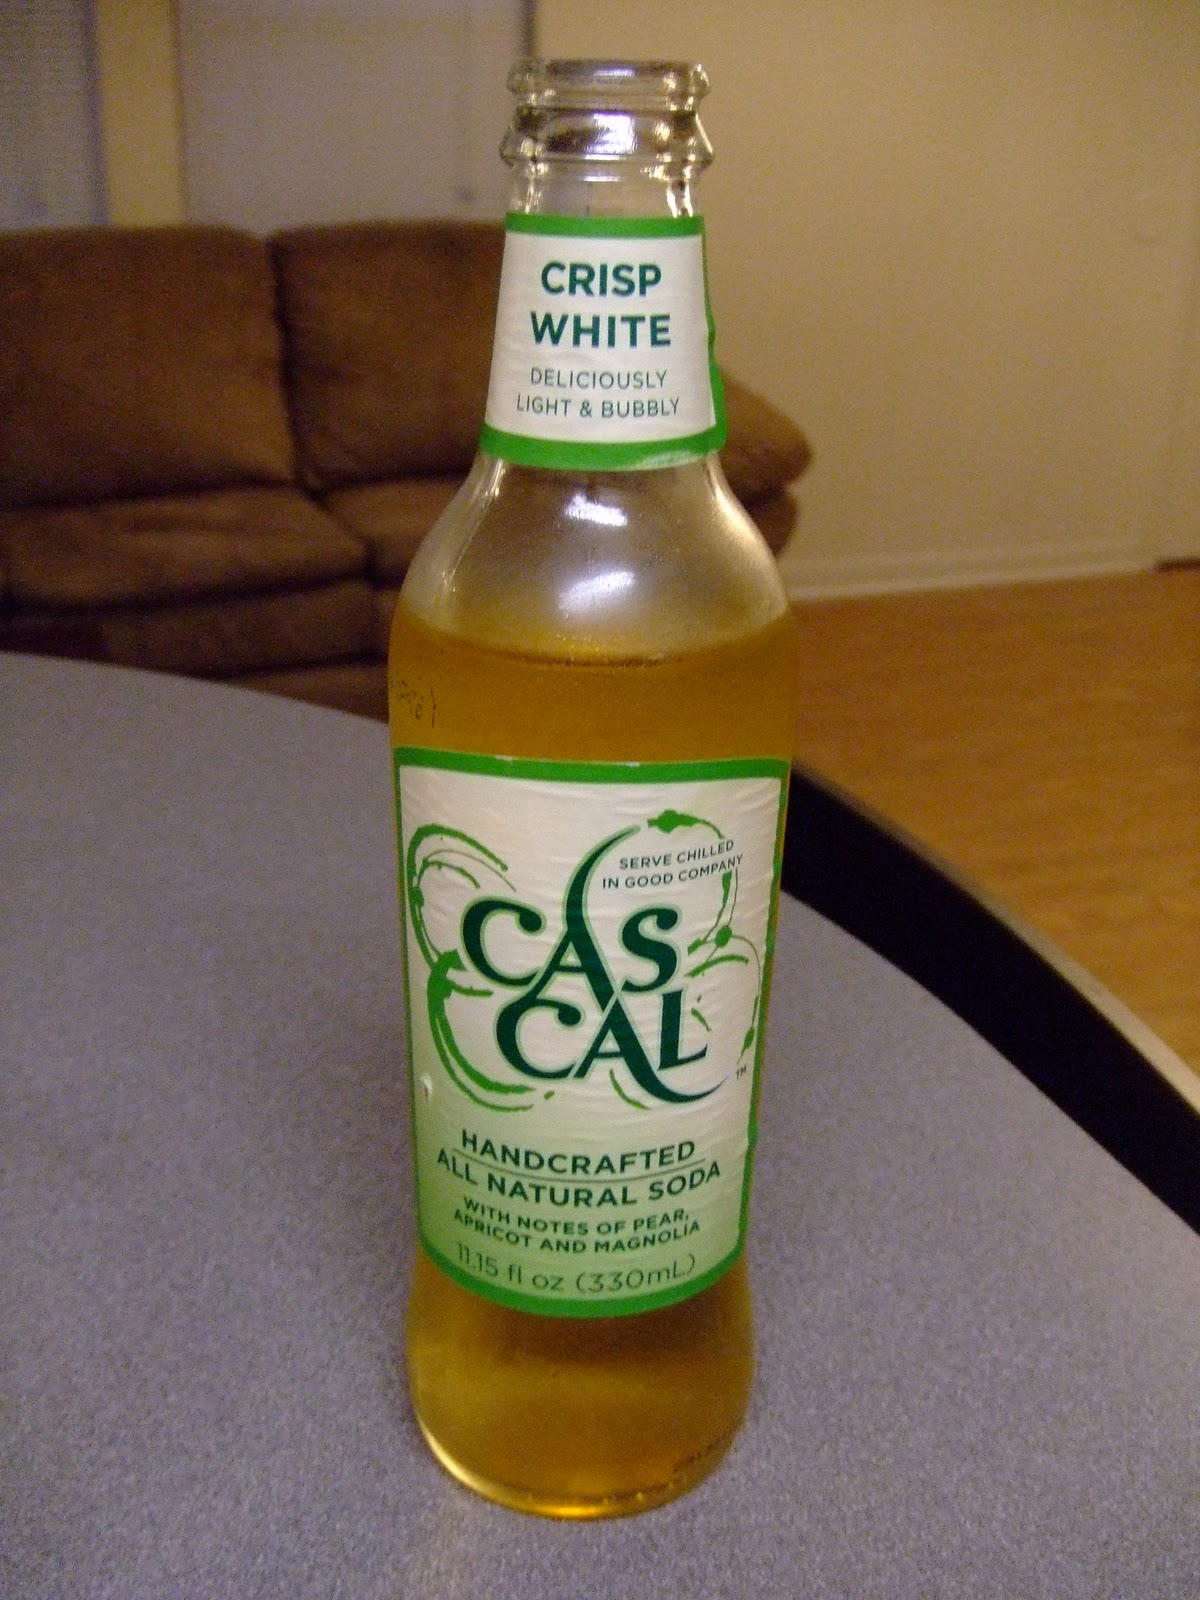 CRISP
WHITE
DELICIOUSLY
LIGHT & BUBBLY
SERVE CHILLED
IN GOOD COMPANY
CAS
CAL
TM
HANDCRAFTED
ALL NATURAL SODA
WITH NOTES OF PEAR,
APRICOT AND MAGNOLIA
11.15 fl oz (330mL)